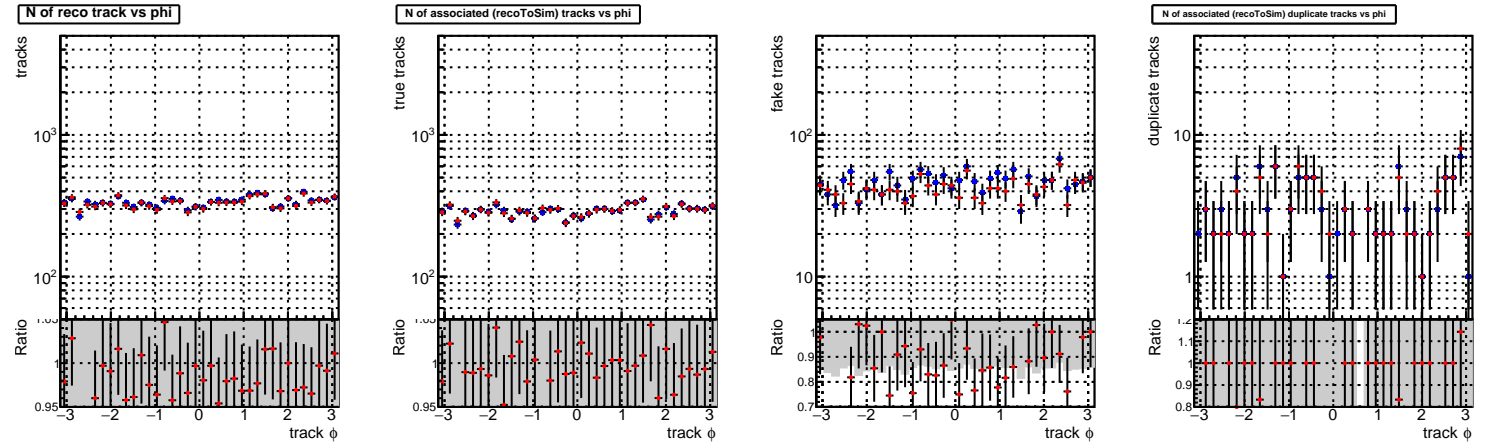 N of reco track vs phi
tracks
10³
10²
Ratio
1.05
1
0.95
−3 −2 −1 0 1 2 3
track ϕ
N of associated (recoToSim) tracks vs phi
true tracks
10³
10²
Ratio
1.05
1
0.95
−3 −2 −1 0 1 2 3
track ϕ
fake tracks
10²
10
Ratio
1
0.9
0.8
0.7
−3 −2 −1 0 1 2 3
track ϕ
N of associated (recoToSim) duplicate tracks vs phi
duplicate tracks
10
1
Ratio
1.2
1.1
1
0.9
0.8
−3 −2 −1 0 1 2 3
track ϕ